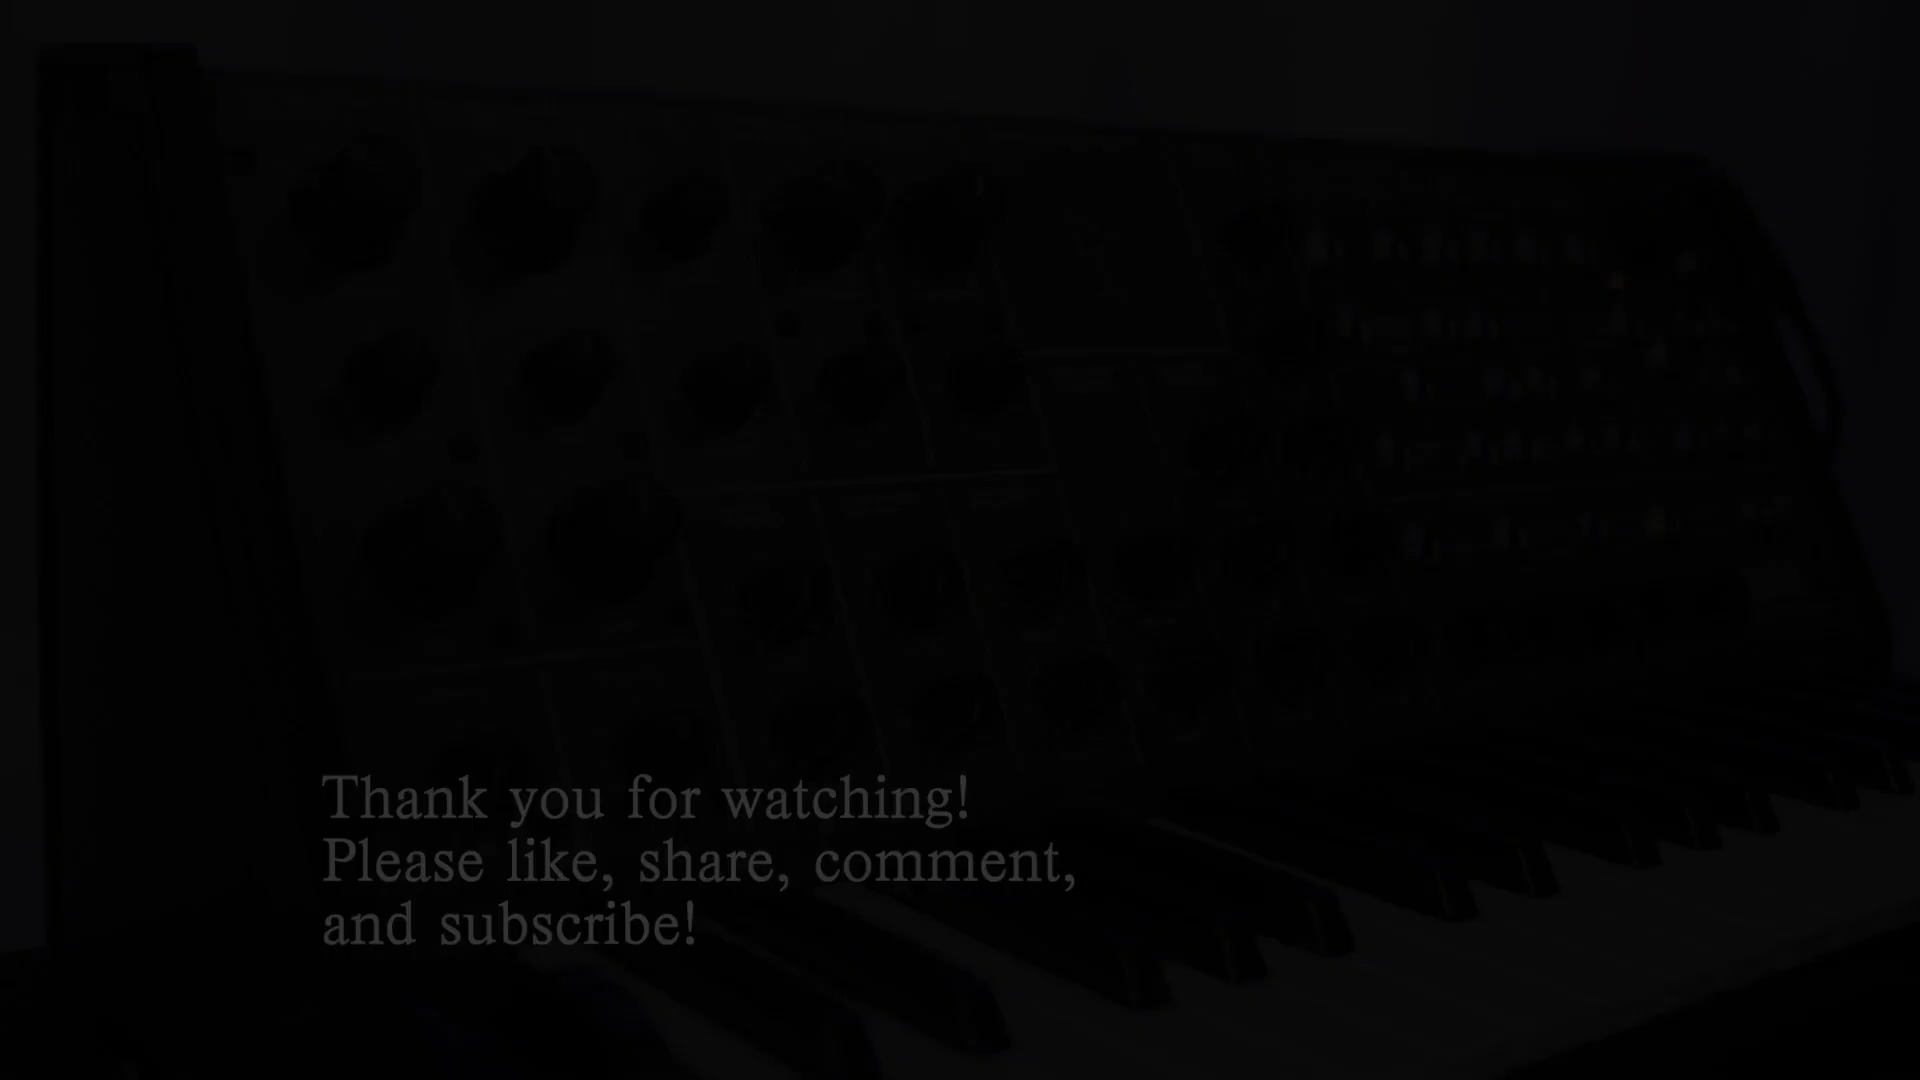 Thank you for watching!
Please like, share, comment,
and subscribe!